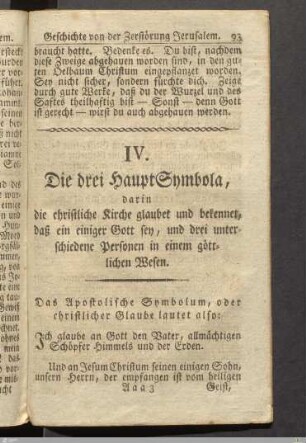 Geschichte von der Zerstörung Jerusalem. 93
braucht hatte. Bedenke es. Du bist, nachdem
diese Zweige abgehauen worden sind, in den gu-
ten Oelbaum Christum eingepflanzt worden.
Sey nicht sicher, sondern fürchte dich. Zeige
durch gute Werke, daß du der Wurzel und des
Saftes theilhaftig bist — Sonst — denn Gott
ist gerecht — wirst du auch abgehauen werden.
IV.
Die drei HauptSymbola,
darin
die christliche Kirche glaubet und bekennet,
daß ein einiger Gott sey, und drei unter-
schiedene Personen in einem gött-
lichen Wesen.
Das Apostolische Symbolum, oder
christlicher Glaube lautet also:
Ich glaube an Gott den Vater, allmächtigen
Schöpfer Himmels und der Erden.
Und an Jesum Christum seinen einigen Sohn,
unsern Herrn, der empfangen ist vom heiligen
Aaa 3 Geist,